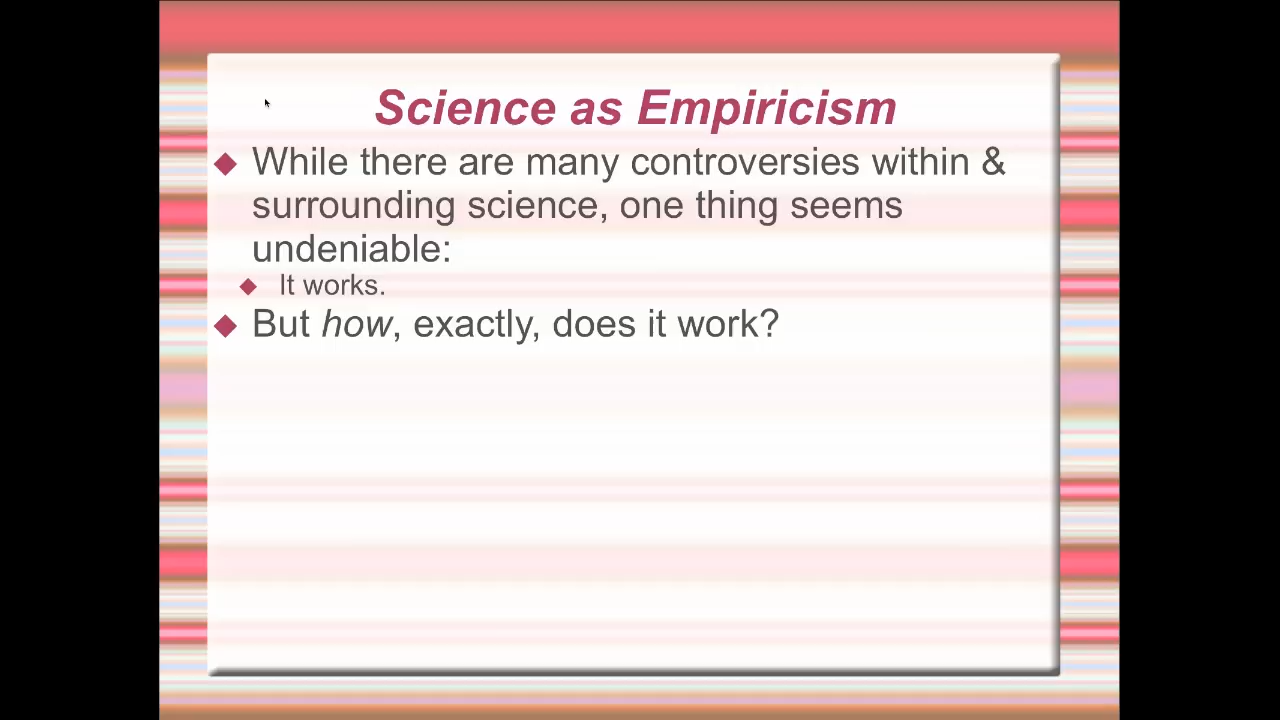 Science as Empiricism
While there are many controversies within &
surrounding science, one thing seems
undeniable:
It works.
But how, exactly, does it work?